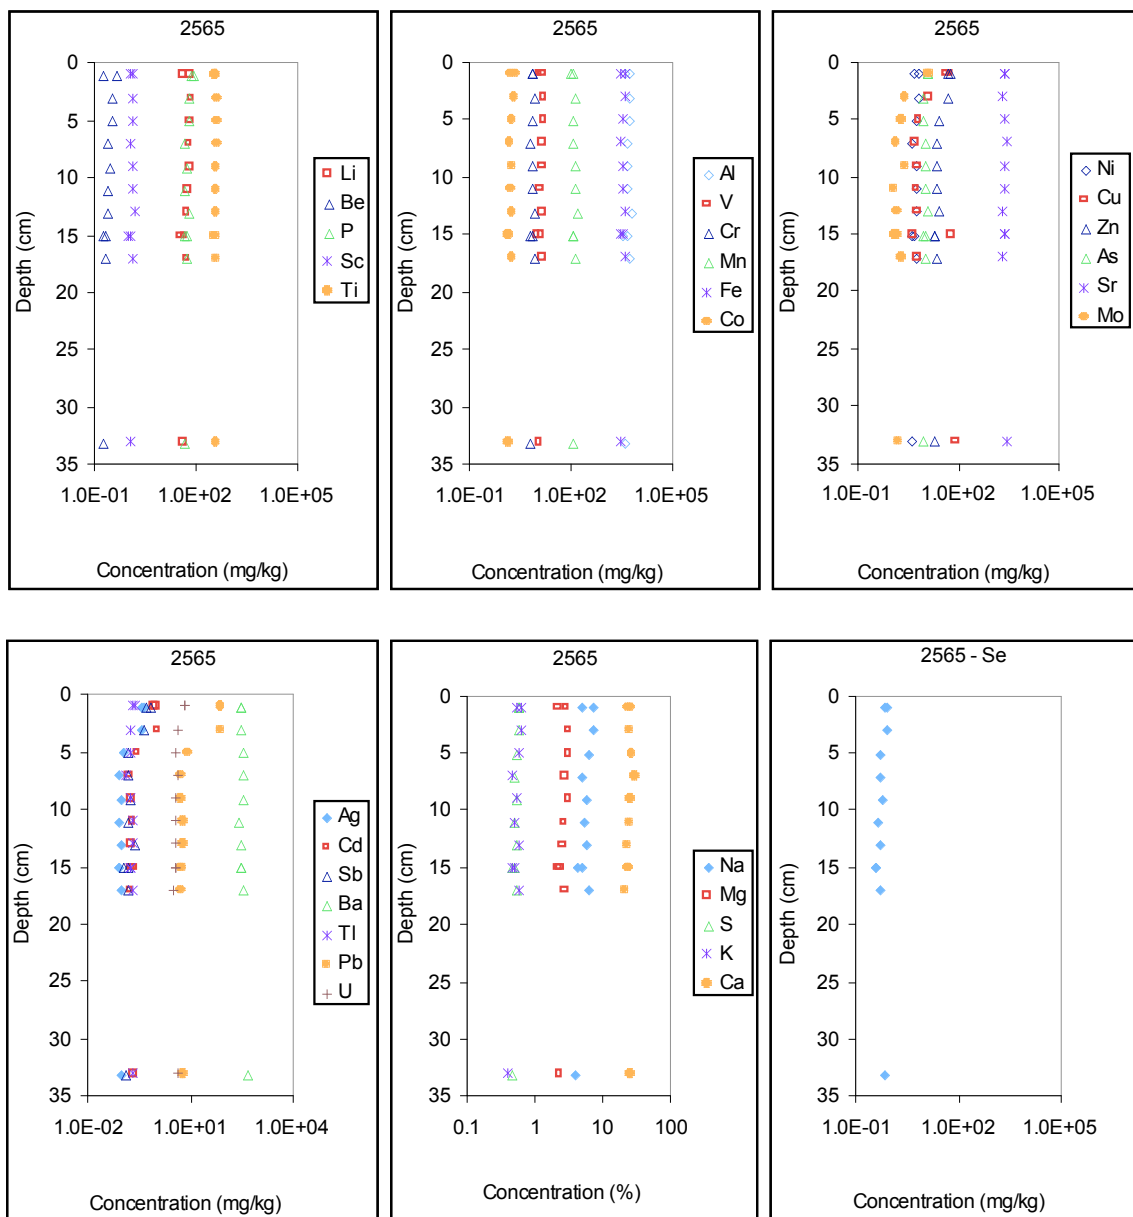 2565
0
5
10
15
20
25
30
35
Depth (cm)
1.0E-01 1.0E+02 1.0E+05
Concentration (mg/kg)
Li
Be
P
Sc
Ti
2565
0
5
10
15
20
25
30
35
Depth (cm)
1.0E-01 1.0E+02 1.0E+05
Concentration (mg/kg)
Al
V
Cr
Mn
Fe
Co
2565
0
5
10
15
20
25
30
35
Depth (cm)
1.0E-01 1.0E+02 1.0E+05
Concentration (mg/kg)
Ni
Cu
Zn
As
Sr
Mo
2565
0
5
10
15
20
25
30
35
Depth (cm)
1.0E-02 1.0E+01 1.0E+04
Concentration (mg/kg)
Ag
Cd
Sb
Ba
Tl
Pb
U
2565
0
5
10
15
20
25
30
35
Depth (cm)
0.1 1 10 100
Concentration (%)
Na
Mg
S
K
Ca
2565 - Se
0
5
10
15
20
25
30
35
Depth (cm)
1.0E-01 1.0E+02 1.0E+05
Concentration (mg/kg)